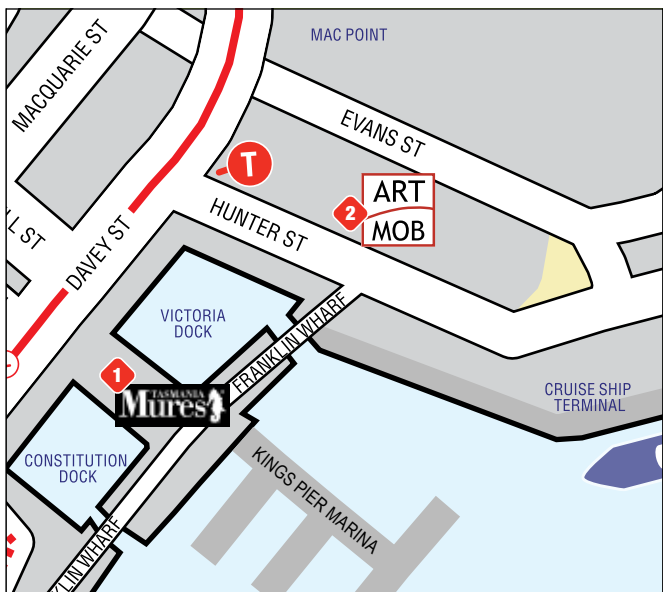 MAC POINT
MACQUARIE ST
EVANS ST
T
ART
2
MOB
HUNTER ST
LL ST
DAVEY ST
VICTORIA
DOCK
FRANKLIN WHARF
1
TASMANIA
Mures
CRUISE SHIP
TERMINAL
CONSTITUTION
DOCK
KINGS PIER MARINA
KLIN WHARF